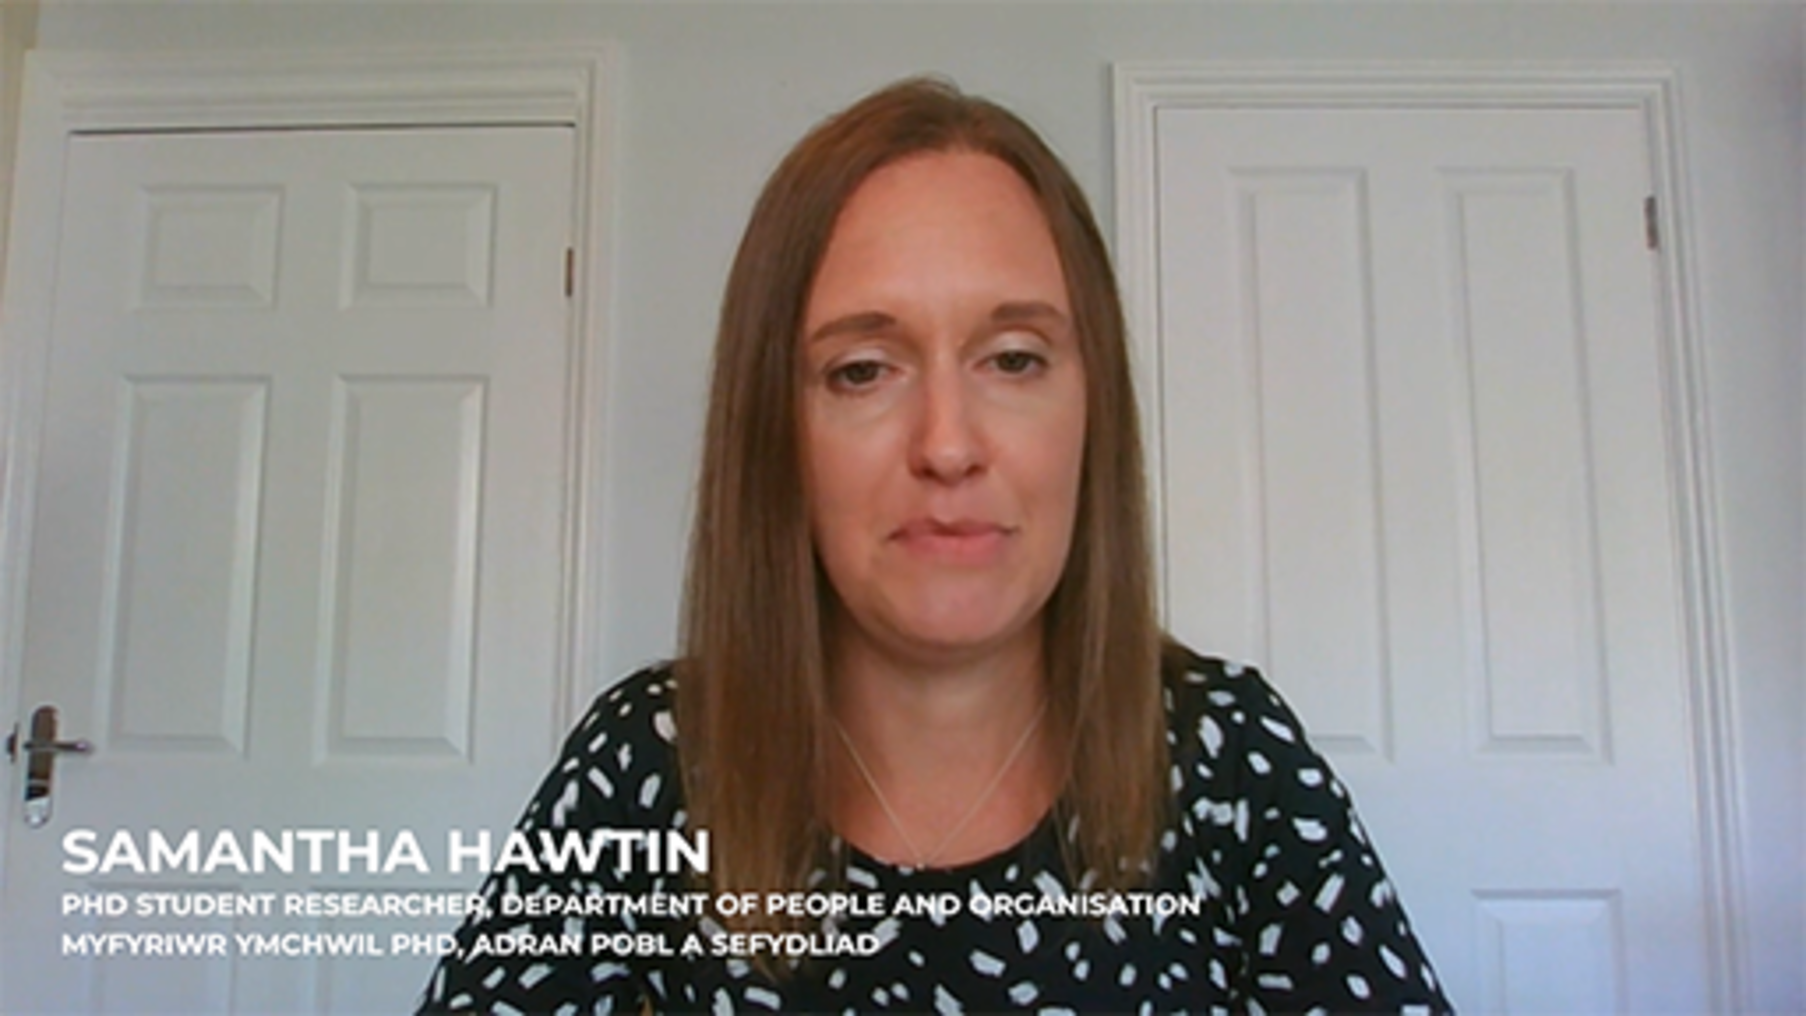 SAMANTHA HAWTIN
PHD STUDENT RESEARCHER, DEPARTMENT OF PEOPLE AND ORGANISATION
MYFYRIWR YMCHWIL PHD, ADRAN POBL A SEFYDLIAD